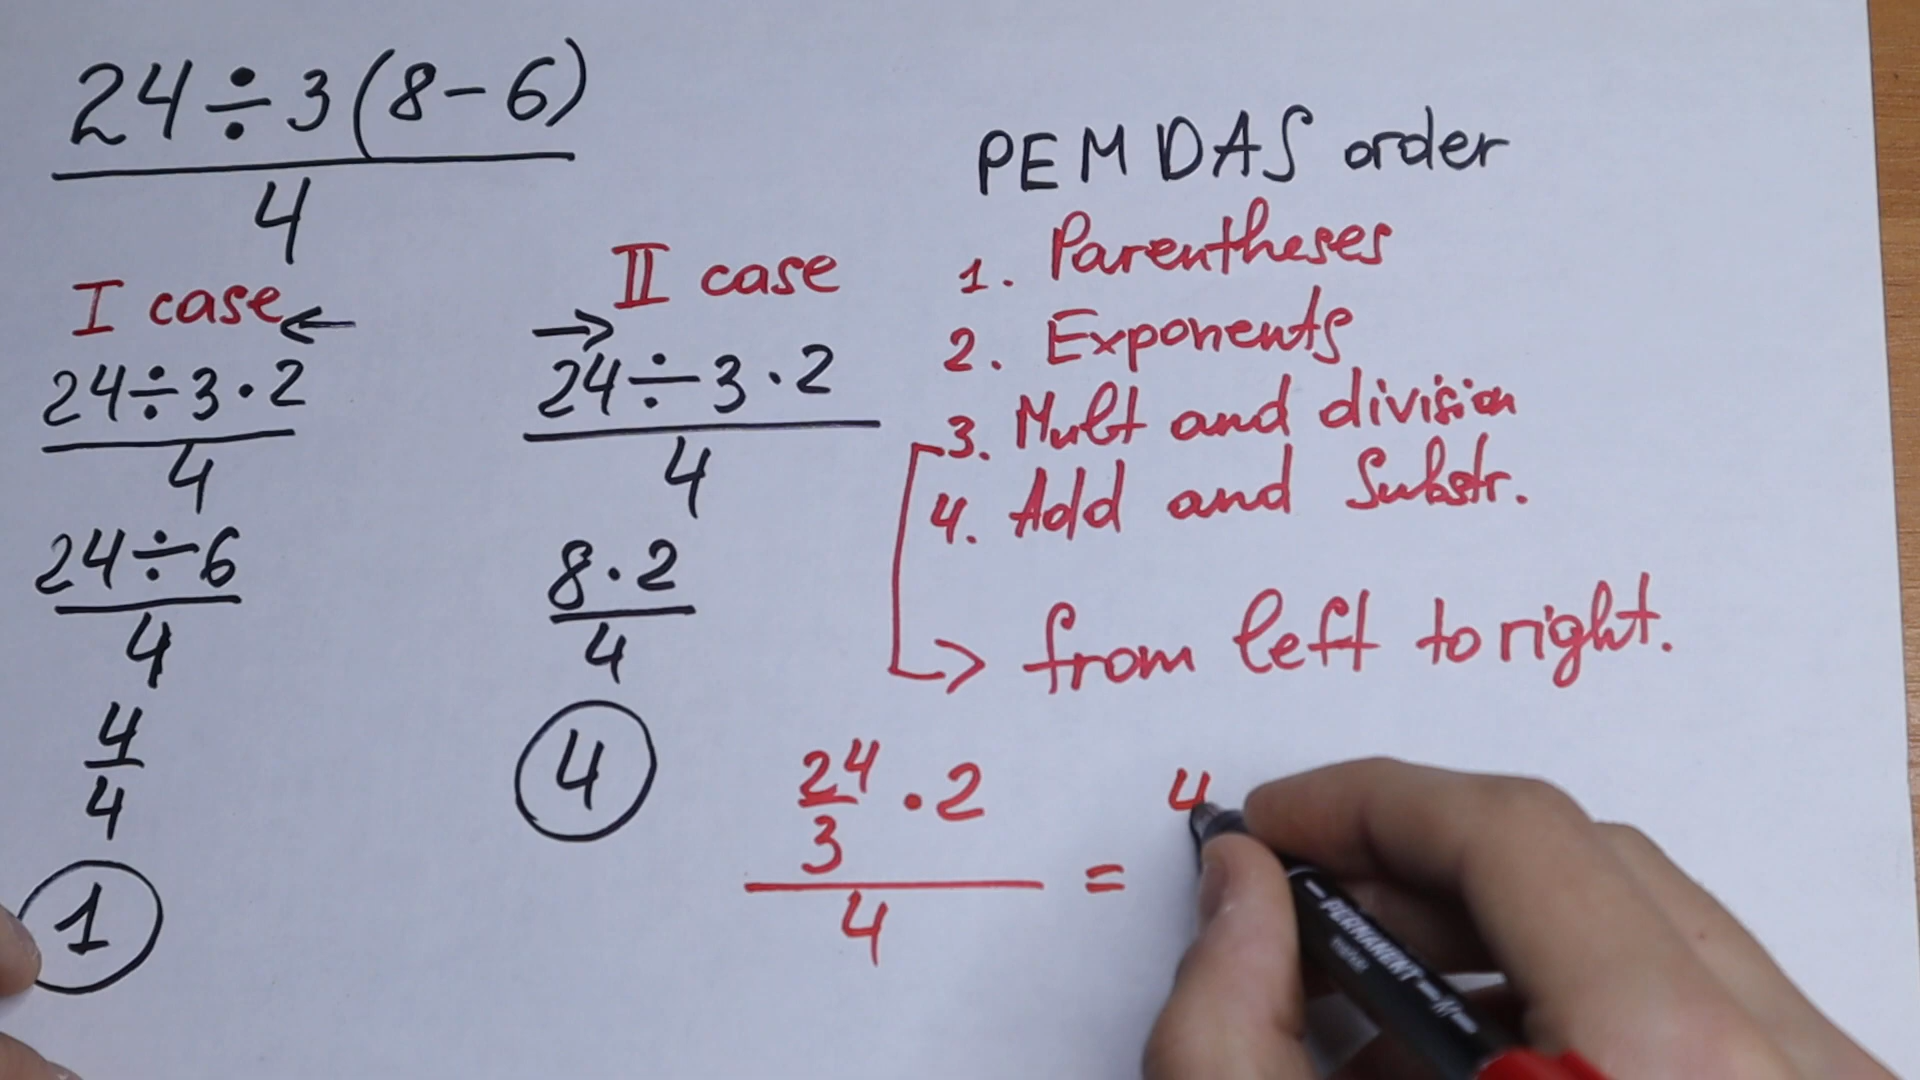 24÷3(8-6)
4
I case
←
24÷3·2
4
24÷6
4
4
4
1
II case
→
24÷3·2
4
8·2
4
4
PEMDAS order
1. Parentheses
2. Exponents
3. Mult and division
4. Add and Substr.
→ from left to right.
24
3
·2
4
= 4
PERMANENT